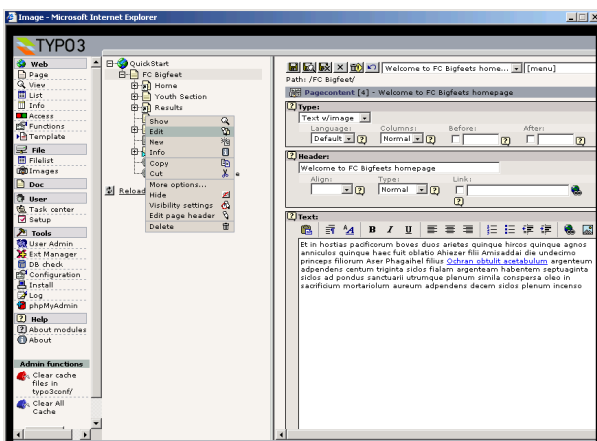 Image - Microsoft Internet Explorer
TYPO3
Web
Page
View
List
Info
Access
Functions
Template
File
Filelist
Images
Doc
User
Task center
Setup
Tools
User Admin
Ext Manager
DB check
Configuration
Install
Log
phpMyAdmin
Help
About modules
About
Admin functions
Clear cache
files in
typo3conf/
Clear All
Cache
QuickStart
FC Bigfeet
Home
Youth Section
Results
Show
Edit
New
Info
Copy
Cut
More options...
Hide
Visibility settings
Edit page header
Delete
Reload
Welcome to FC Bigfeets home... [menu]
Path: /FC Bigfeet/
Pagecontent [4] - Welcome to FC Bigfeets homepage
Type:
Text w/image
Language: Columns: Before: After:
Default Normal
Header:
Welcome to FC Bigfeets homepage
Align: Type: Link:
Normal
Text:
B I U
Et in hostias pacificorum boves duos arietes quinque hircos quinque agnos
anniculos quinque haec fuit oblatio Ahiezer filii Amisaddai die undecimo
princeps filiorum Aser Phagaihel filius Ochran obtulit acetabulum argenteum
adpendens centum triginta sidos fialam argenteam habentem septuaginta
sidos ad pondus sanctuarii utrumque plenum simila conspersa oleo in
sacrificium mortariolum aureum adpendens decem sidos plenum incenso